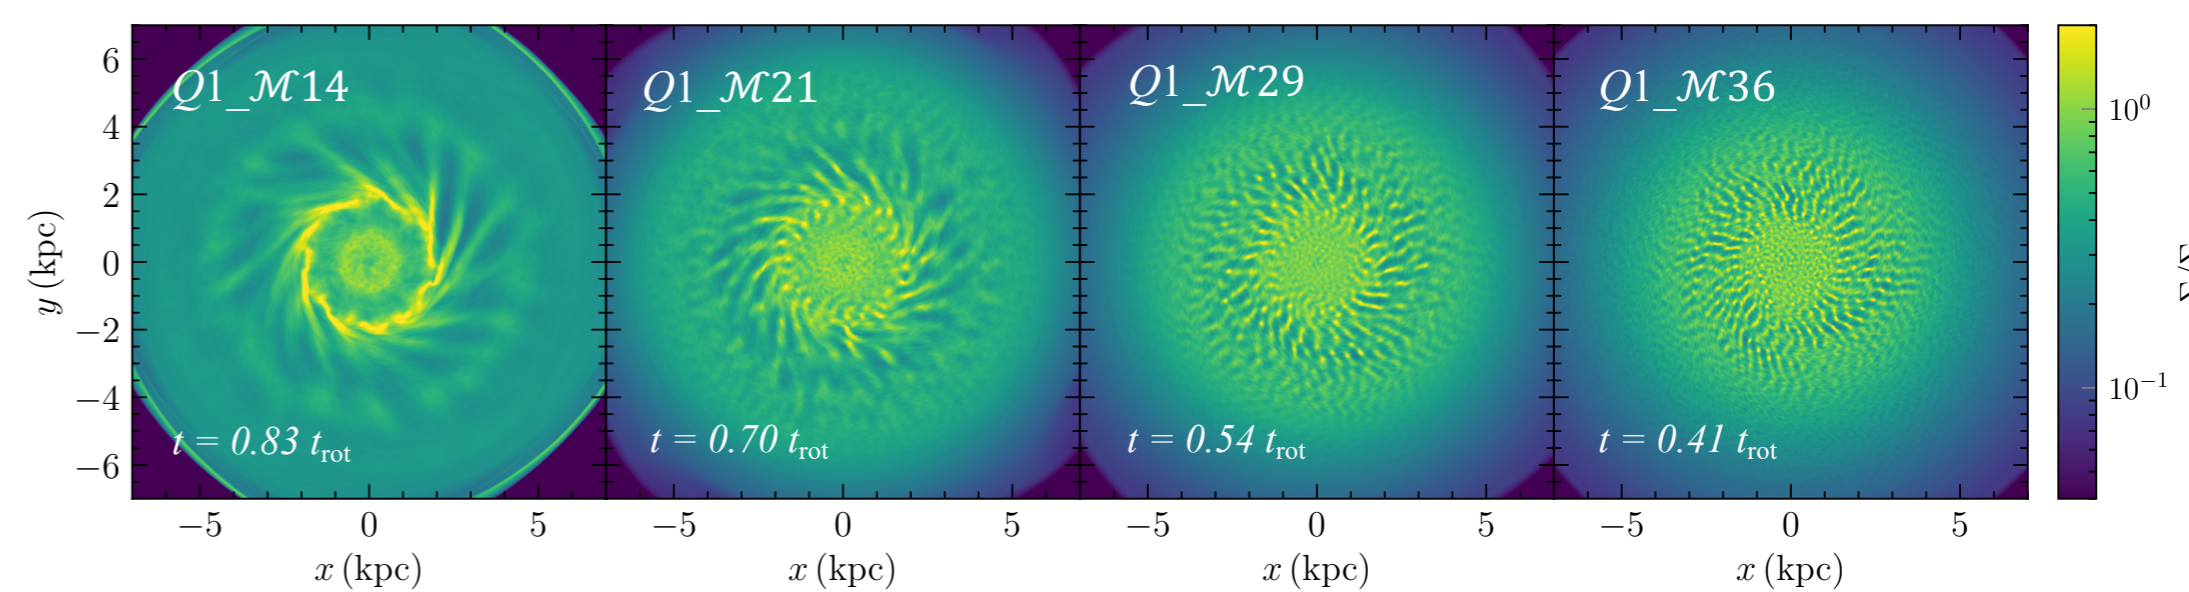 Q1_ℳ14
Q1_ℳ21
Q1_ℳ29
Q1_ℳ36
t = 0.83 t_rot
t = 0.70 t_rot
t = 0.54 t_rot
t = 0.41 t_rot
y (kpc)
6
4
2
0
−2
−4
−6
−5 0 5 −5 0 5 −5 0 5 −5 0 5
x (kpc) x (kpc) x (kpc) x (kpc)
10⁰
10⁻¹